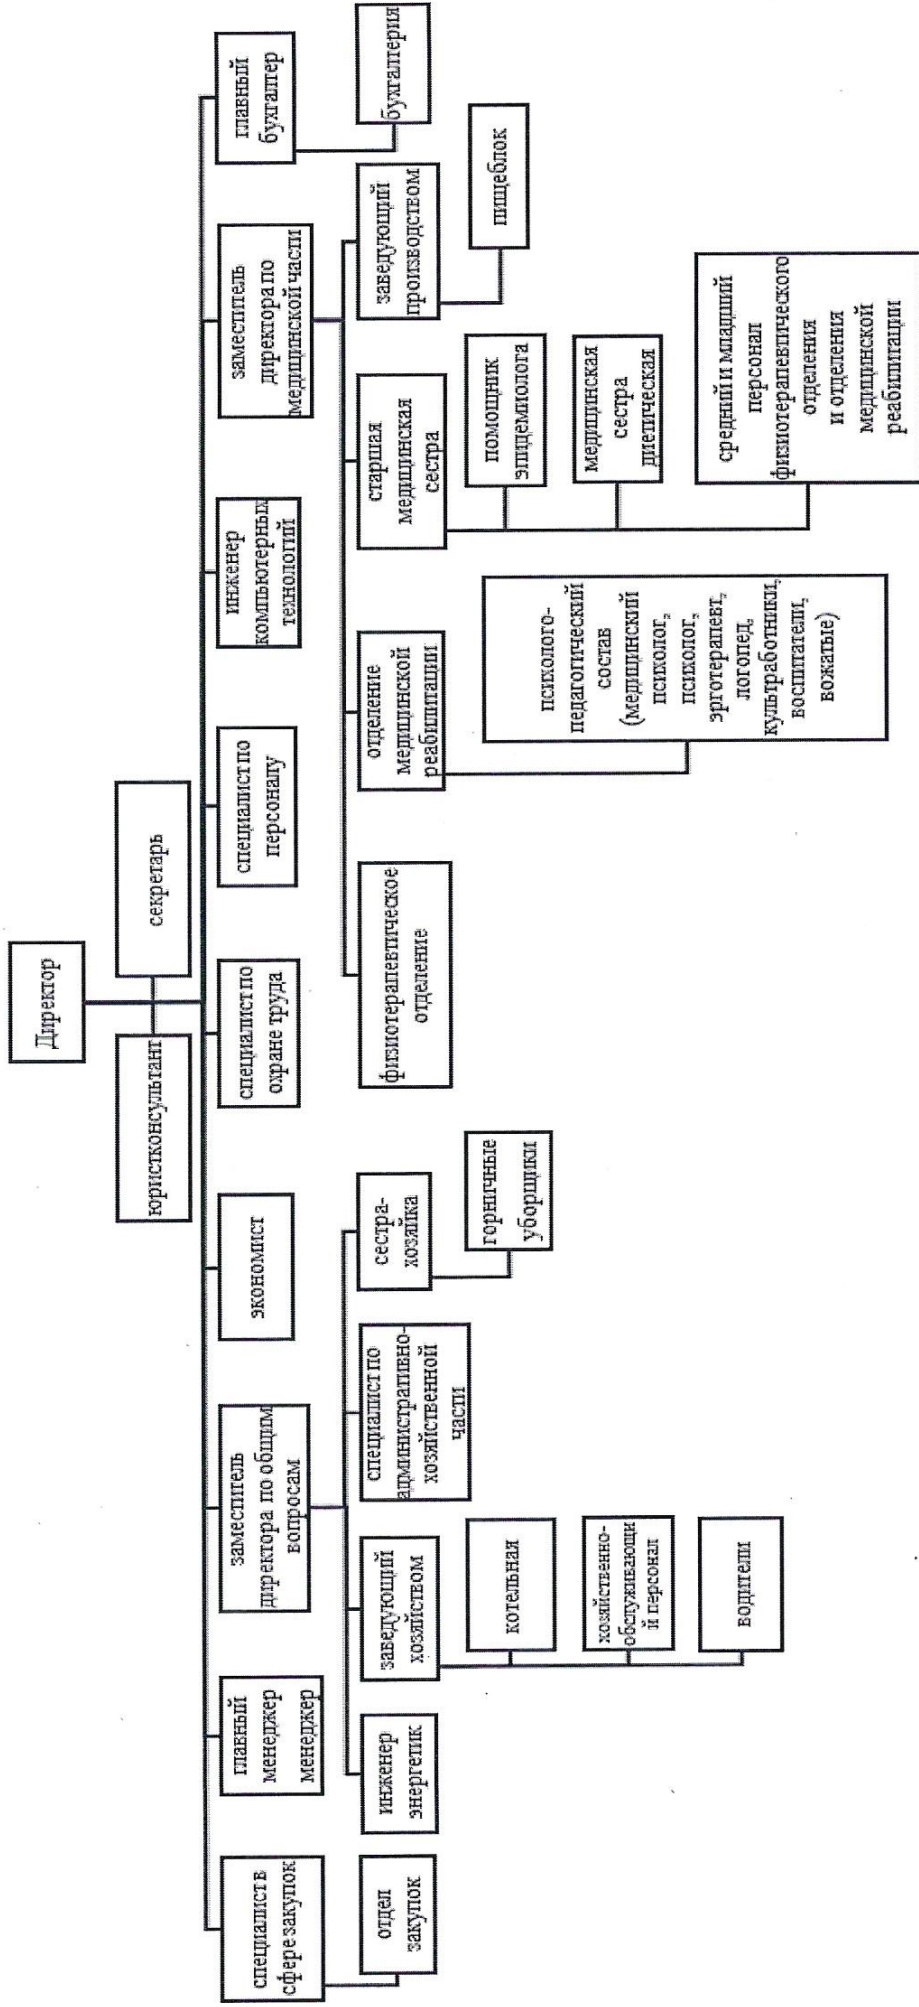 Директор
юристконсультант
секретарь
специалист в
сфере закупок
главный
менеджер
менеджер
заместитель
директора по общим
вопросам
экономист
специалист по
охране труда
специалист по
персоналу
инженер
компьютерных
технологий
заместитель
директора по
медицинской части
главный
бухгалтер
отдел
закупок
инженер
энергетик
заведующий
хозяйством
специалист по
административно-
хозяйственной
части
сестра-
хозяйка
физиотерапевтическое
отделение
отделение
медицинской
реабилитации
старшая
медицинская
сестра
заведующий
производством
бухгалтерия
котельная
хозяйственно-
обслуживающи
й персонал
водители
горничные
уборщики
психолого-
педагогический
состав
(медицинский
психолог,
психолог,
эрготерапевт,
логопед,
культработники,
воспитатели,
вожатые)
помощник
эпидемиолога
медицинская
сестра
диетическая
средний и младший
персонал
физиотерапевтического
отделения
и отделения
медицинской
реабилитации
пищеблок